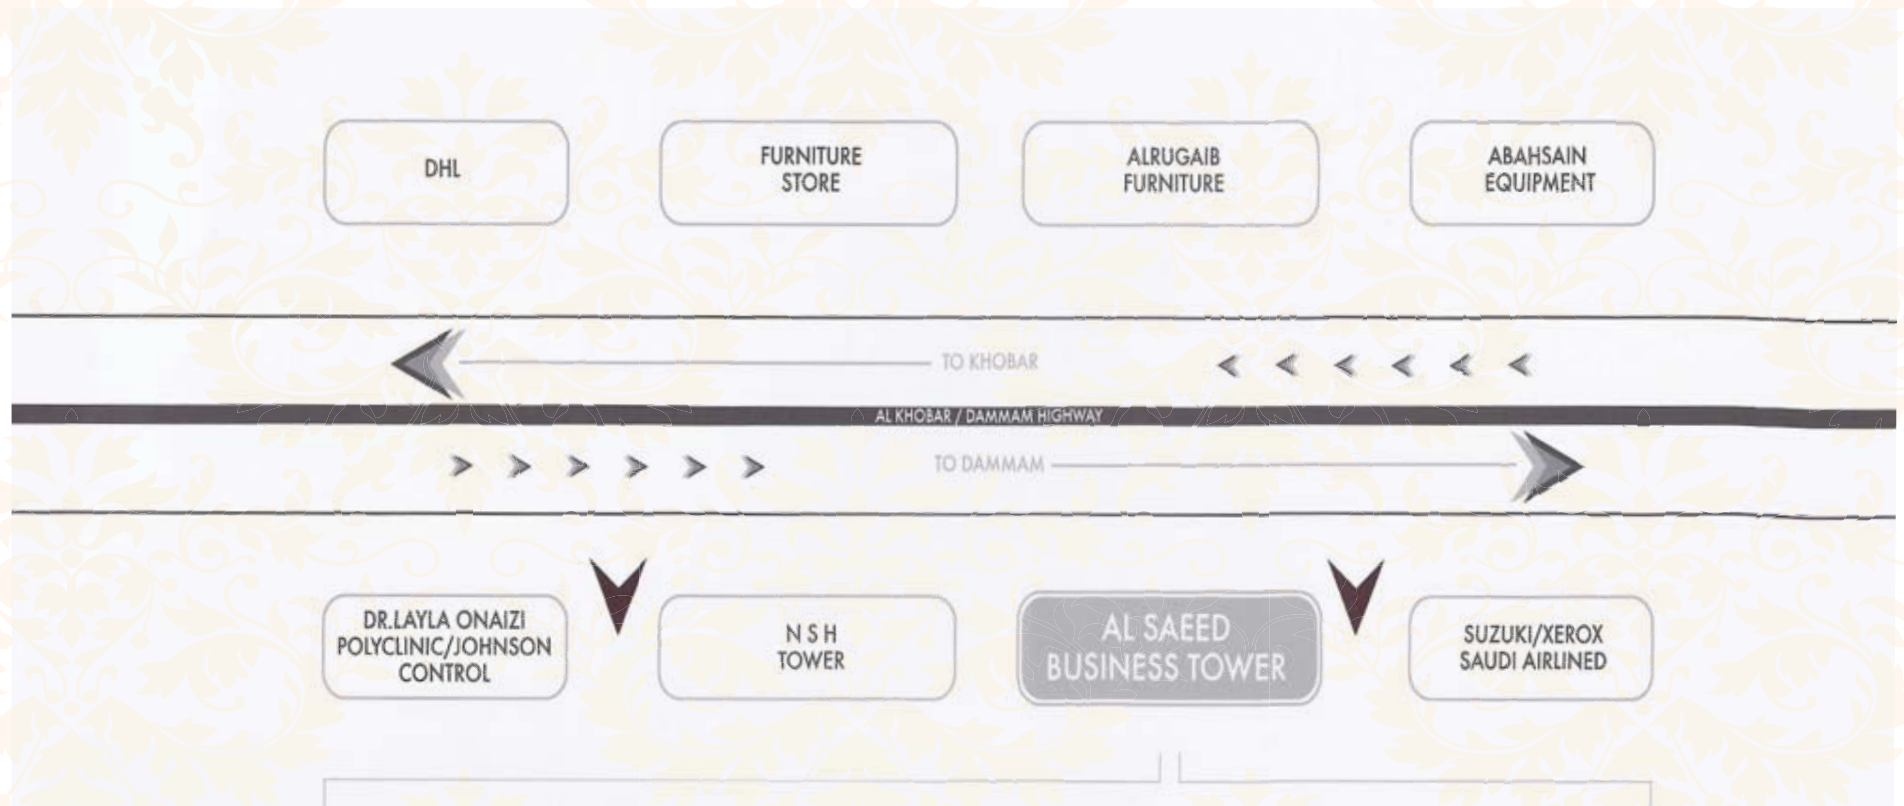 DHL
FURNITURE
STORE
ALRUGAIB
FURNITURE
ABAHSAIN
EQUIPMENT
TO KHOBAR
AL KHOBAR / DAMMAM HIGHWAY
TO DAMMAM
DR.LAYLA ONAIZI
POLYCLINIC/JOHNSON
CONTROL
N S H
TOWER
AL SAEED
BUSINESS TOWER
SUZUKI/XEROX
SAUDI AIRLINED